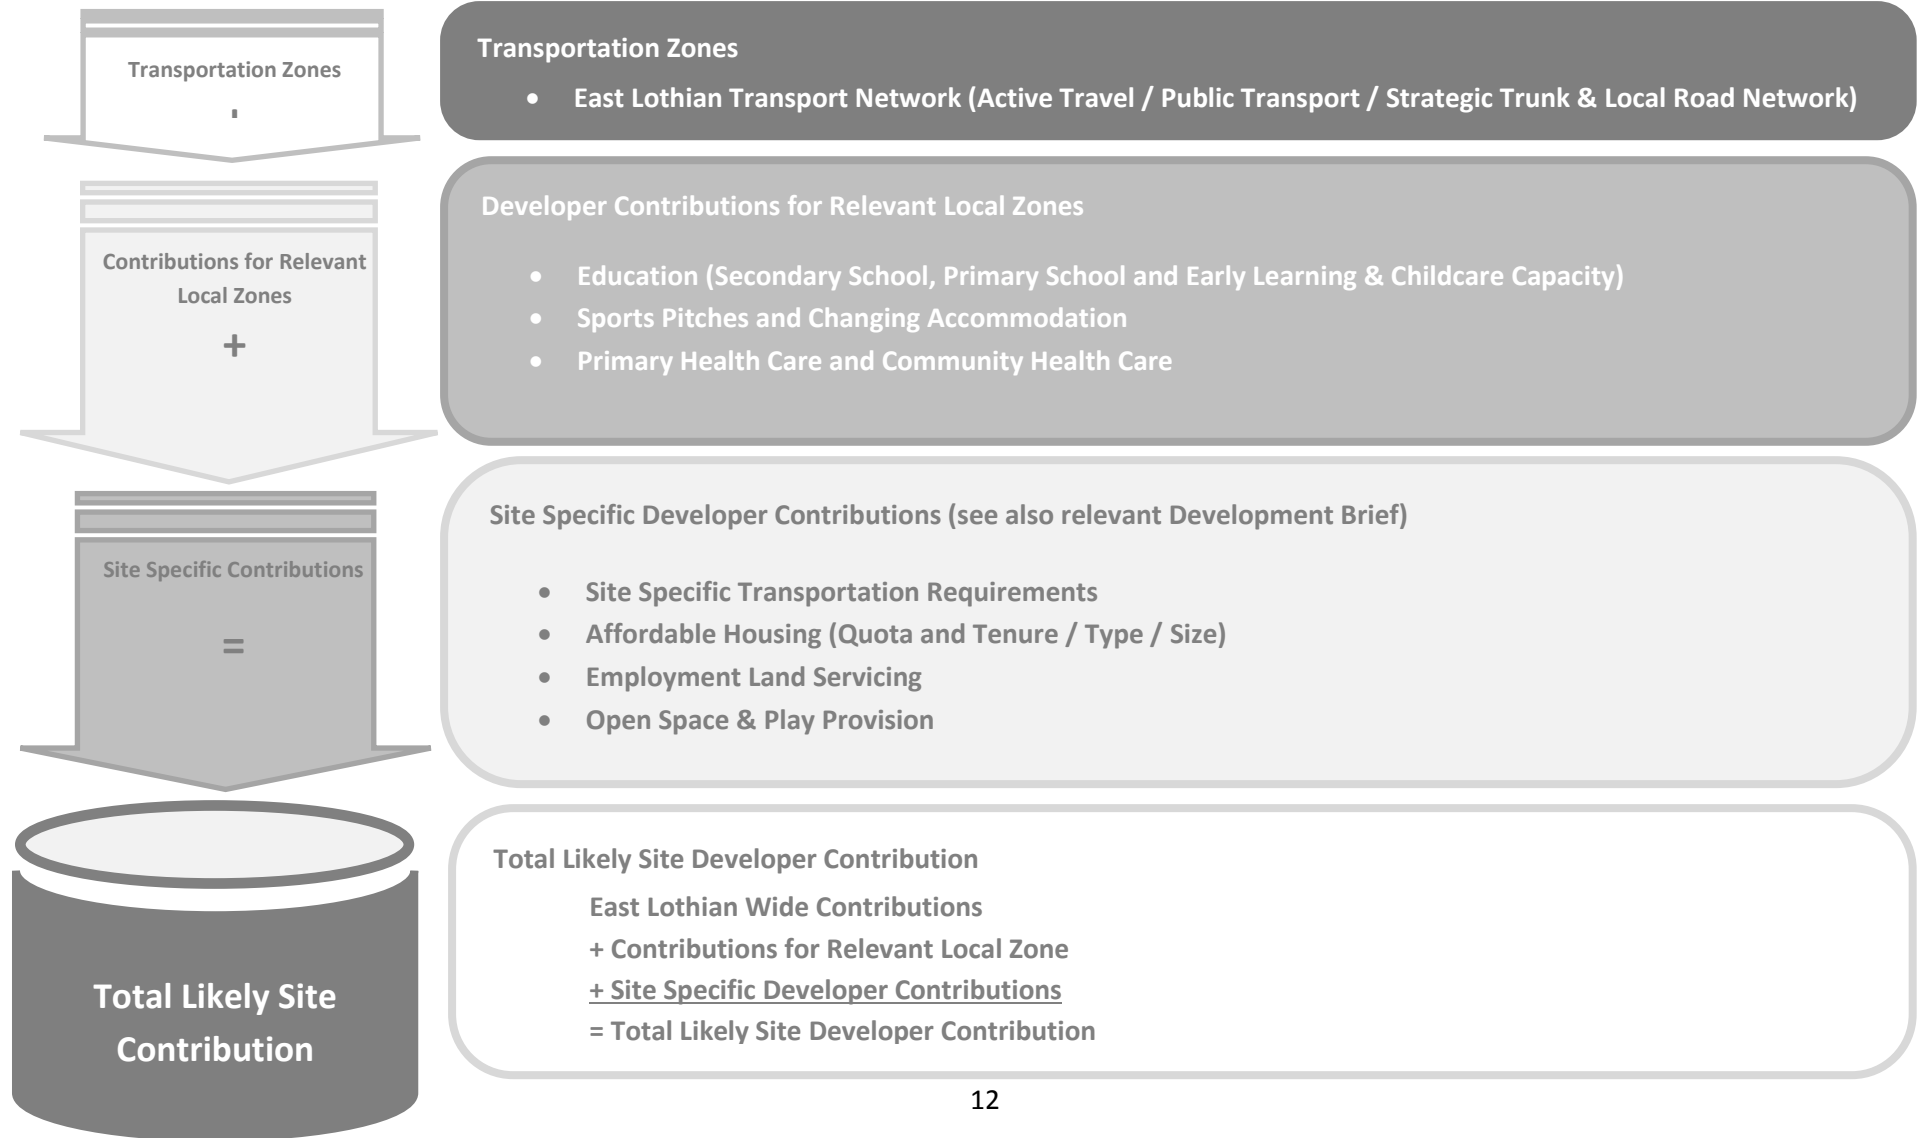 Transportation Zones
Transportation Zones
• East Lothian Transport Network (Active Travel / Public Transport / Strategic Trunk & Local Road Network)
Contributions for Relevant
Local Zones
+
Developer Contributions for Relevant Local Zones
• Education (Secondary School, Primary School and Early Learning & Childcare Capacity)
• Sports Pitches and Changing Accommodation
• Primary Health Care and Community Health Care
Site Specific Contributions
=
Site Specific Developer Contributions (see also relevant Development Brief)
• Site Specific Transportation Requirements
• Affordable Housing (Quota and Tenure / Type / Size)
• Employment Land Servicing
• Open Space & Play Provision
Total Likely Site
Contribution
Total Likely Site Developer Contribution
East Lothian Wide Contributions
+ Contributions for Relevant Local Zone
+ Site Specific Developer Contributions
= Total Likely Site Developer Contribution
12